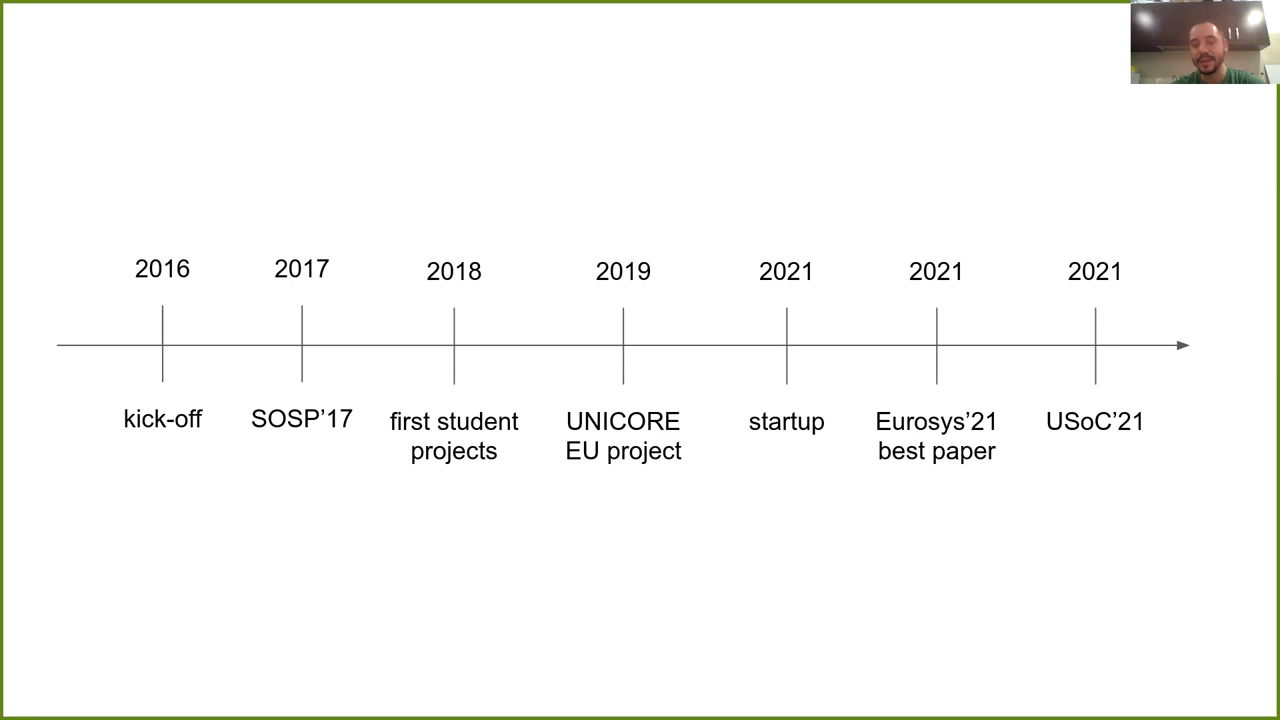 2016 2017 2018 2019 2021 2021 2021
kick-off SOSP’17 first student UNICORE startup Eurosys’21 USoC’21
projects EU project best paper